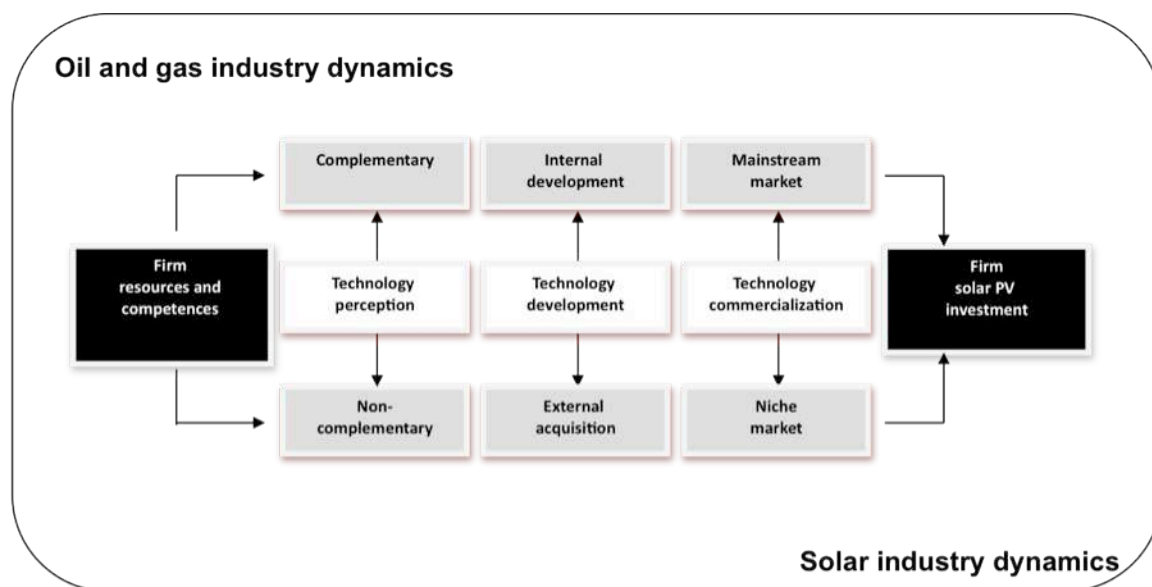 Oil and gas industry dynamics
Complementary
Internal
development
Mainstream
market
Firm
resources and
competences
Technology
perception
Technology
development
Technology
commercialization
Firm
solar PV
investment
Non-
complementary
External
acquisition
Niche
market
Solar industry dynamics